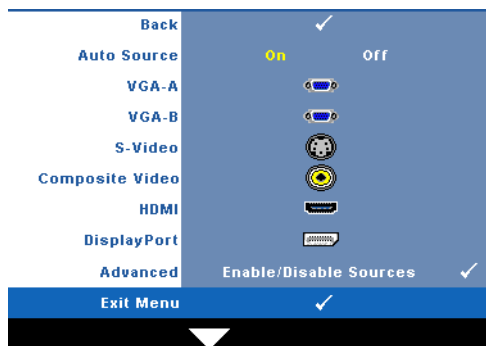 Back
Auto Source On Off
VGA-A
VGA-B
S-Video
Composite Video
HDMI
DisplayPort
Advanced Enable/Disable Sources
Exit Menu